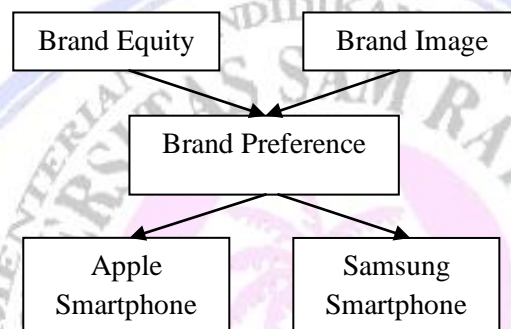 Brand Equity
Brand Image
Brand Preference
Apple
Smartphone
Samsung
Smartphone